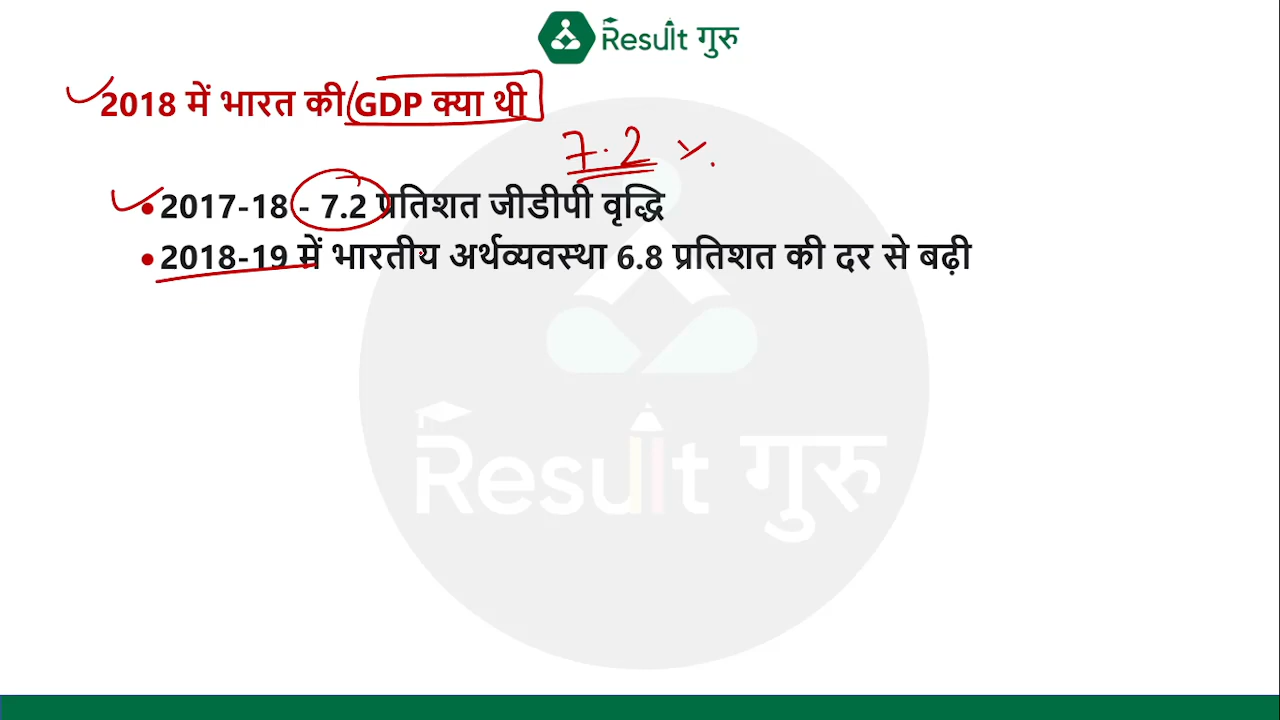 Result गुरु
2018 में भारत की GDP क्या थी
7.2 %.
• 2017-18 - 7.2 प्रतिशत जीडीपी वृद्धि
• 2018-19 में भारतीय अर्थव्यवस्था 6.8 प्रतिशत की दर से बढ़ी
Result गुरु